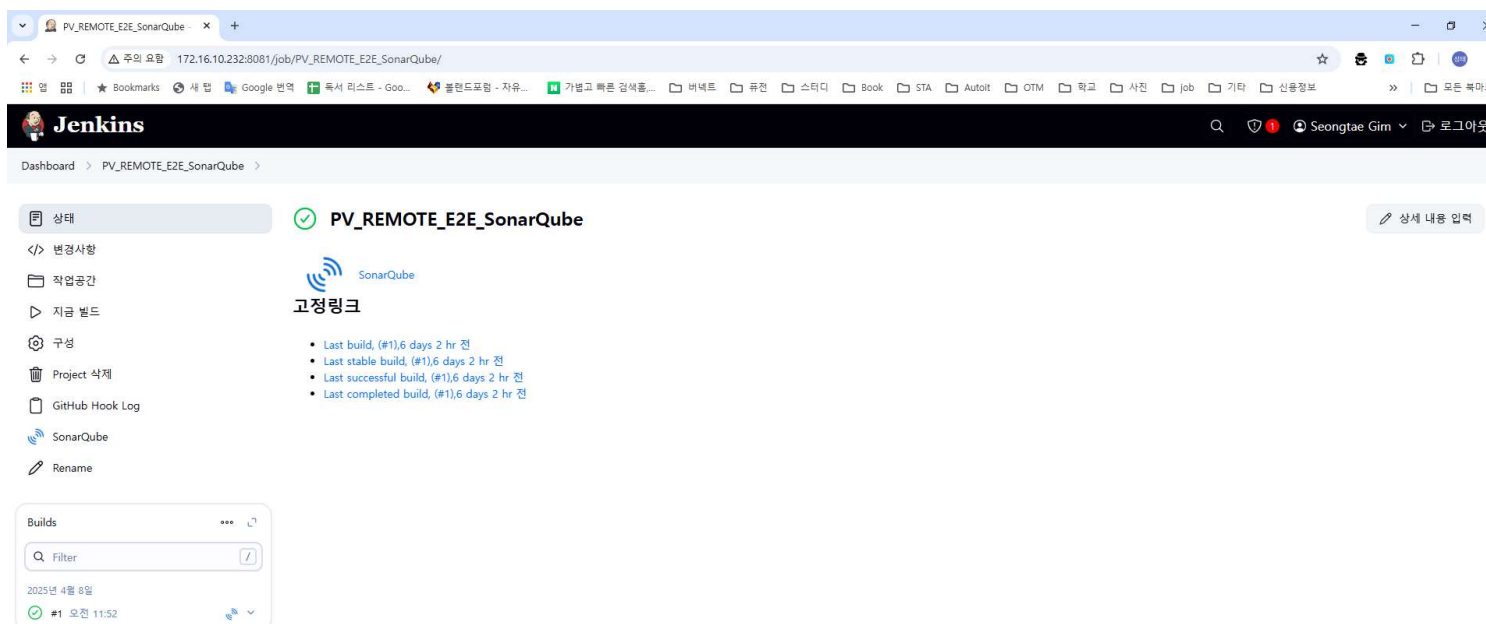 PV_REMOTE_E2E_SonarQube -
주의 요함 172.16.10.232:8081/job/PV_REMOTE_E2E_SonarQube/
앱 Bookmarks 새 탭 Google 번역 독서 리스트 - Goo... 블랜드포럼 - 자유... 가볍고 빠른 검색홈,... 버넥트 퓨전 스터디 Book STA Autoit OTM 학교 사진 job 기타 신용정보 » 모든 북마
Jenkins 1 Seongtae Gim 로그아웃
Dashboard > PV_REMOTE_E2E_SonarQube >
상태
변경사항
작업공간
지금 빌드
구성
Project 삭제
GitHub Hook Log
SonarQube
Rename
Builds
Filter /
2025년 4월 8일
#1 오전 11:52
PV_REMOTE_E2E_SonarQube
상세 내용 입력
SonarQube
고정링크
Last build, (#1),6 days 2 hr 전
Last stable build, (#1),6 days 2 hr 전
Last successful build, (#1),6 days 2 hr 전
Last completed build, (#1),6 days 2 hr 전